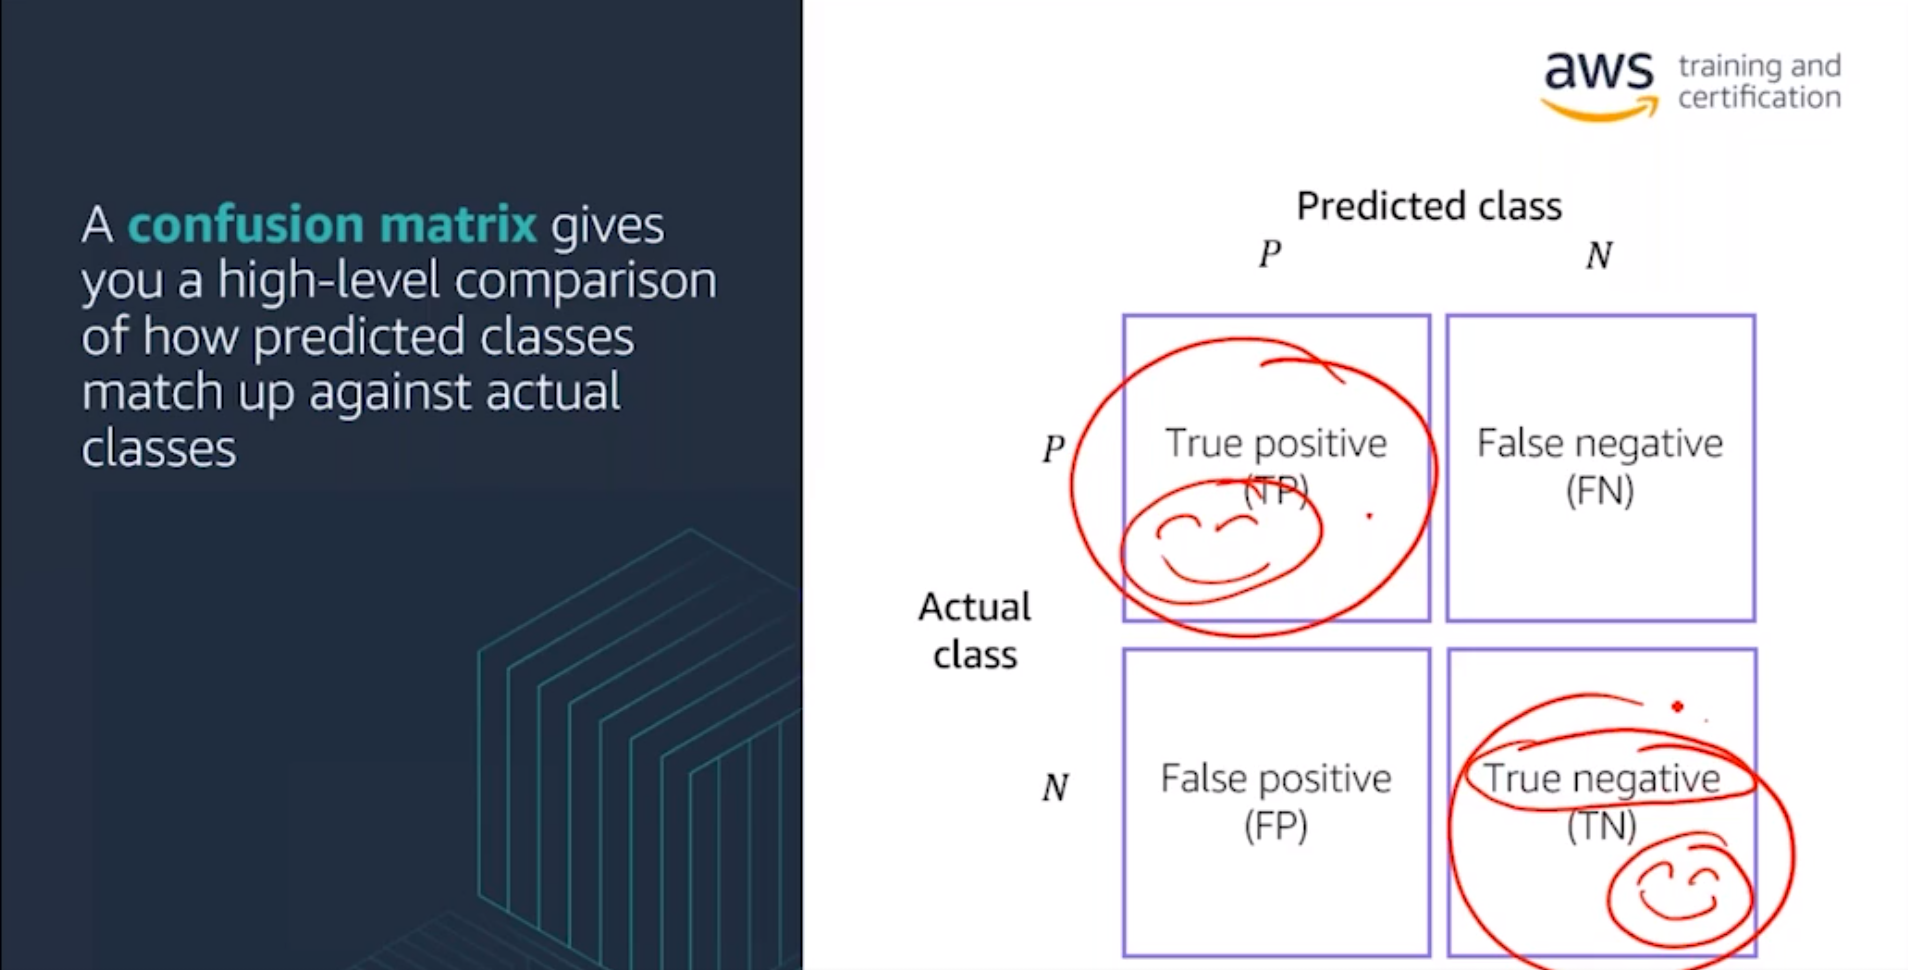 A confusion matrix gives
you a high-level comparison
of how predicted classes
match up against actual
classes
aws training and
certification
Predicted class
P N
P
True positive
(TP)
False negative
(FN)
Actual
class
N
False positive
(FP)
True negative
(TN)